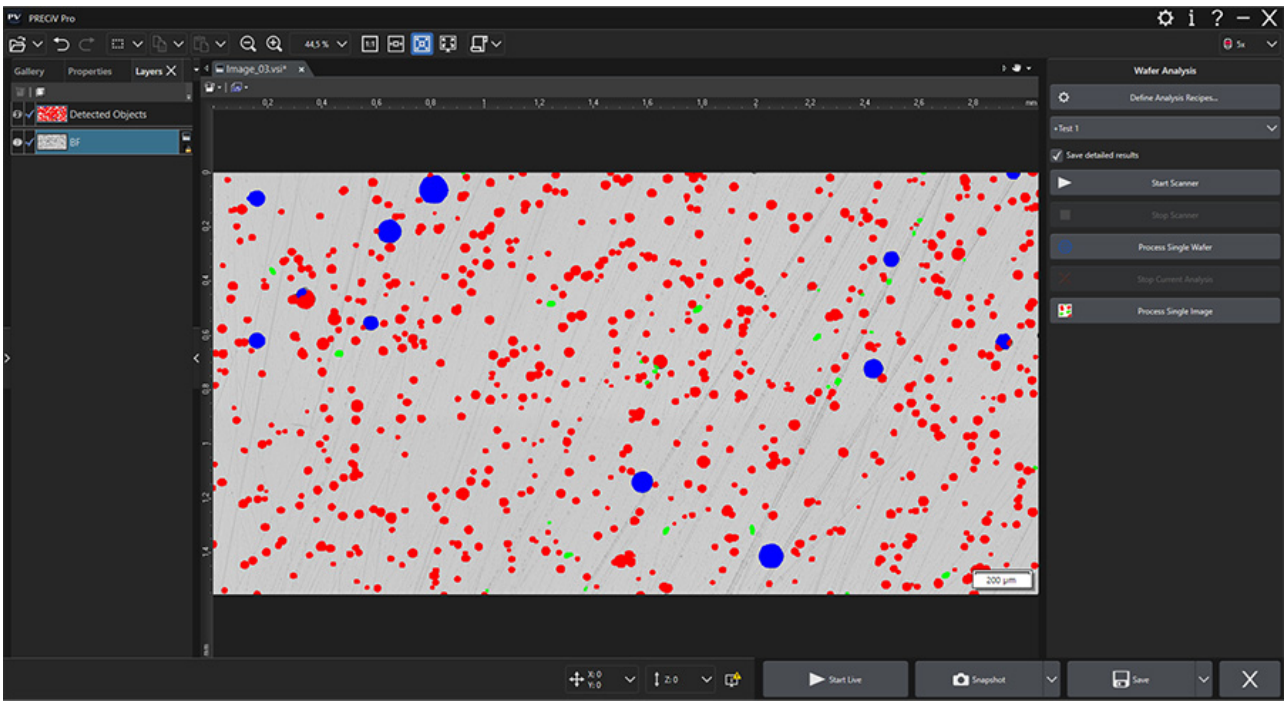 PV PRECiV Pro
44,5 %
1:1
5x
Gallery Properties Layers
Image_03.vsi*
Wafer Analysis
Define Analysis Recipes...
Detected Objects
BF
0,2 0,4 0,6 0,8 1 1,2 1,4 1,6 1,8 2 2,2 2,4 2,6 2,8 mm
•Test 1
Save detailed results
Start Scanner
Stop Scanner
Process Single Wafer
Stop Current Analysis
Process Single Image
0
0,2
0,4
0,6
0,8
1
1,2
1,4
mm
200 µm
X: 0
Y: 0
Z: 0
Start Live
Snapshot
Save